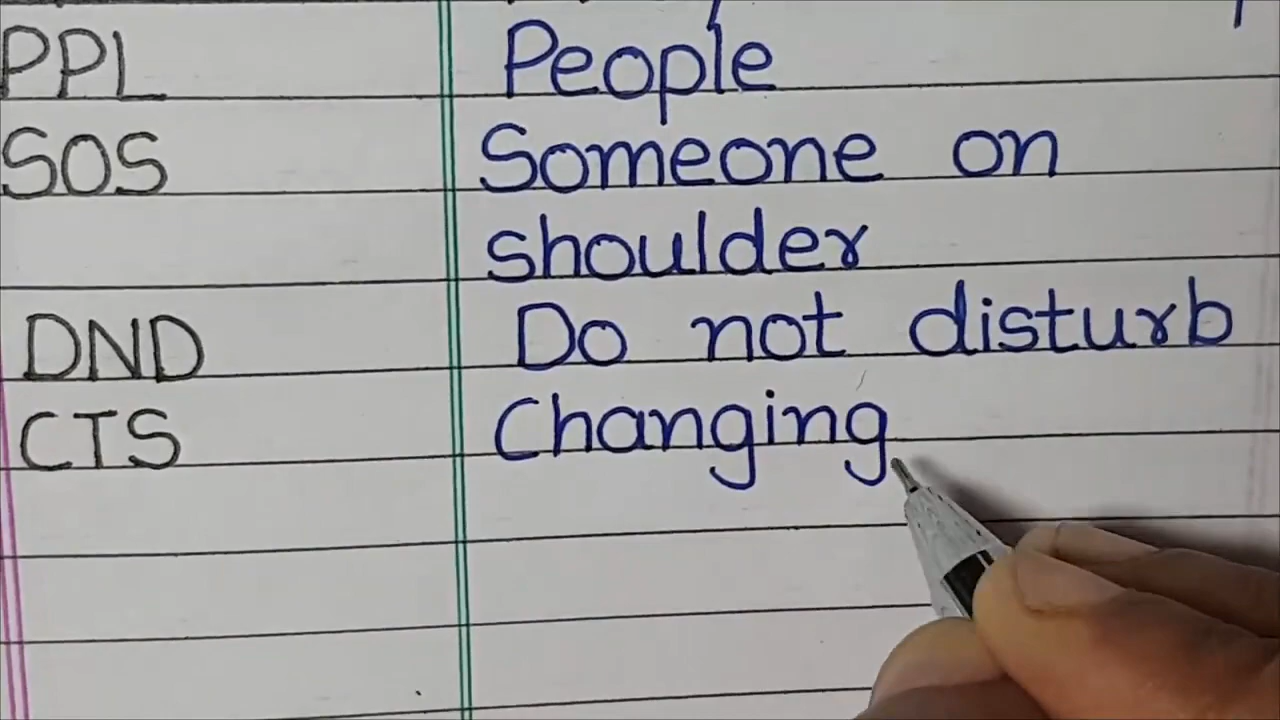 PPL People
SOS Someone on
shoulder
DND Do not disturb
CTS Changing